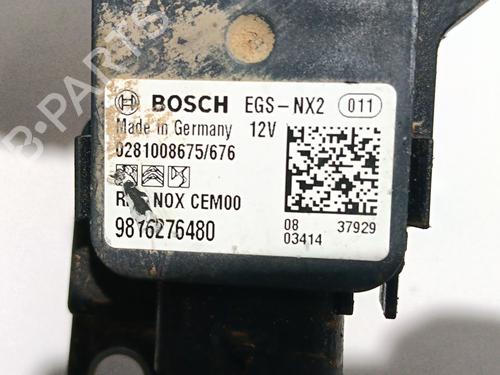 BOSCH EGS-NX2 011
Made in Germany 12V
0281008675/676
NOX CEM00
9816276480
08 37929
03414
B-PARTS